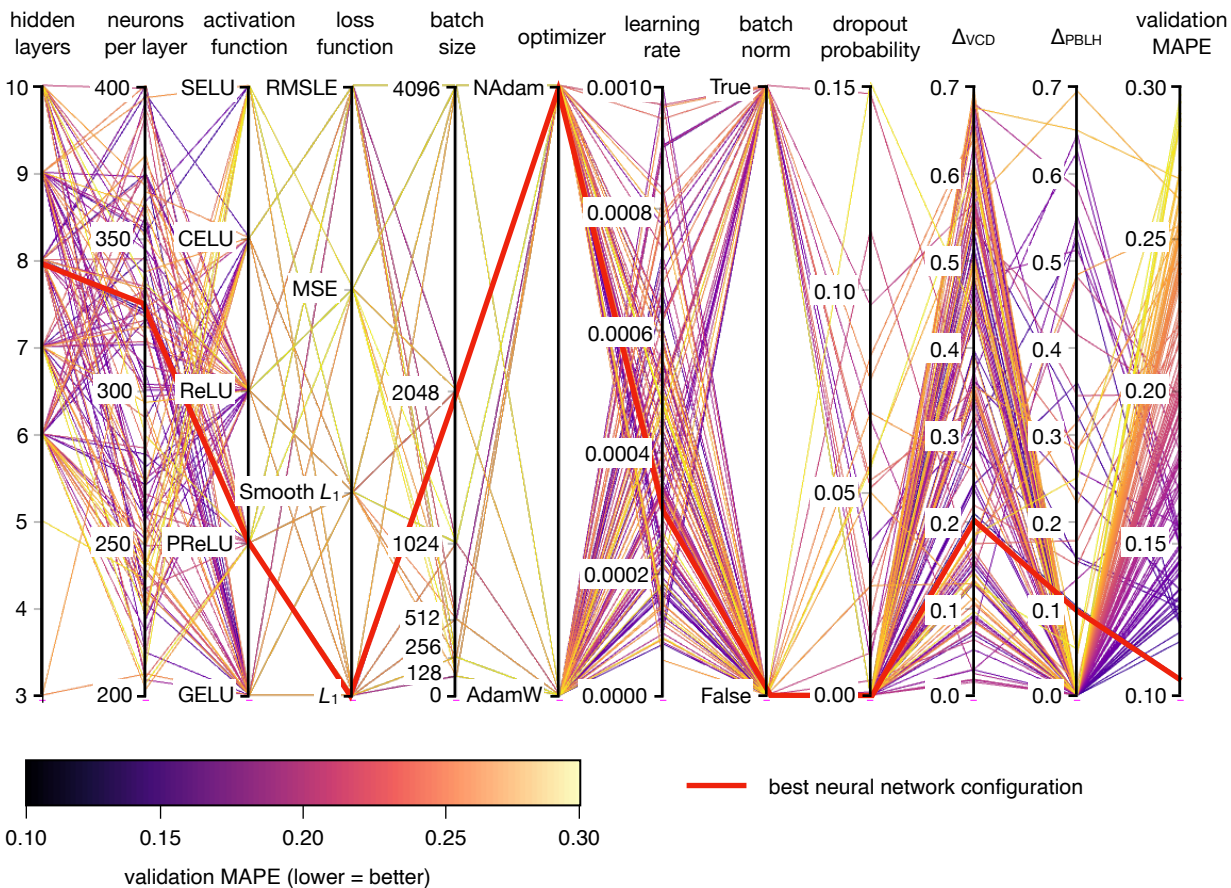 hidden layers
neurons per layer
activation function
loss function
batch size
optimizer
learning rate
batch norm
dropout probability
ΔVCD
ΔPBLH
validation MAPE
10
9
8
7
6
5
4
3
400
350
300
250
200
SELU
CELU
ReLU
PReLU
GELU
RMSLE
MSE
Smooth L1
L1
4096
2048
1024
512
256
128
0
NAdam
AdamW
0.0010
0.0008
0.0006
0.0004
0.0002
0.0000
True
False
0.15
0.10
0.05
0.00
0.7
0.6
0.5
0.4
0.3
0.2
0.1
0.0
0.7
0.6
0.5
0.4
0.3
0.2
0.1
0.0
0.30
0.25
0.20
0.15
0.10
best neural network configuration
0.10 0.15 0.20 0.25 0.30
validation MAPE (lower = better)